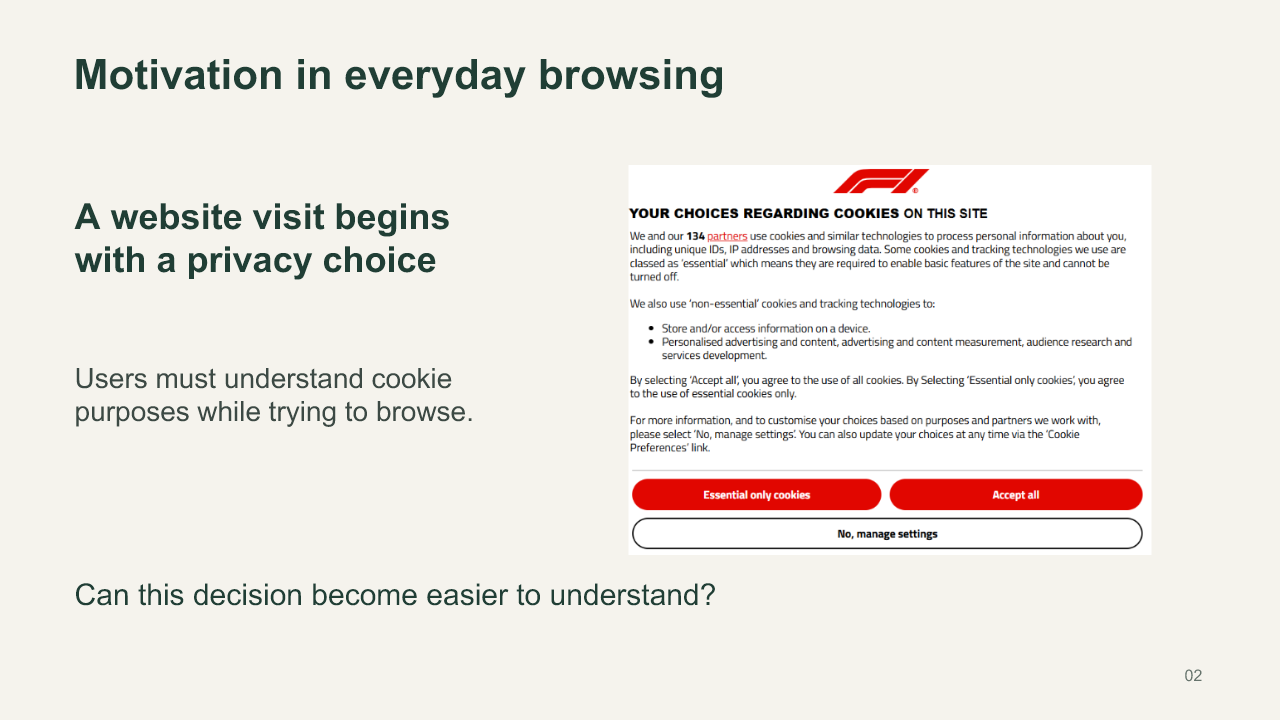 Motivation in everyday browsing
A website visit begins
with a privacy choice
Users must understand cookie
purposes while trying to browse.
F1®
YOUR CHOICES REGARDING COOKIES ON THIS SITE
We and our 134 partners use cookies and similar technologies to process personal information about you,
including unique IDs, IP addresses and browsing data. Some cookies and tracking technologies we use are
classed as ‘essential’ which means they are required to enable basic features of the site and cannot be
turned off.
We also use ‘non-essential’ cookies and tracking technologies to:
• Store and/or access information on a device.
• Personalised advertising and content, advertising and content measurement, audience research and
services development.
By selecting ‘Accept all’, you agree to the use of all cookies. By Selecting ‘Essential only cookies’, you agree
to the use of essential cookies only.
For more information, and to customise your choices based on purposes and partners we work with,
please select ‘No, manage settings’. You can also update your choices at any time via the ‘Cookie
Preferences’ link.
Essential only cookies
Accept all
No, manage settings
Can this decision become easier to understand?
02